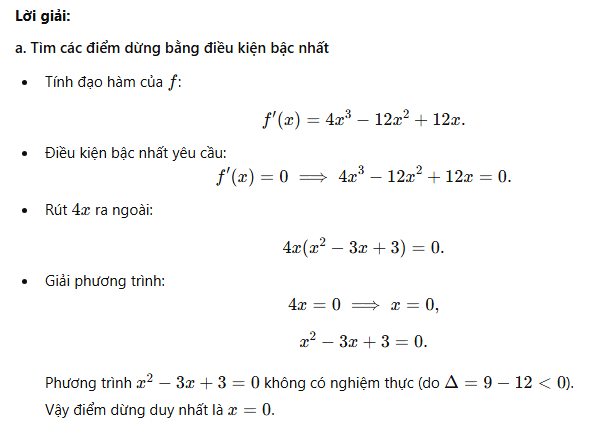 Lời giải:
a. Tìm các điểm dừng bằng điều kiện bậc nhất
• Tính đạo hàm của f:
f′(x) = 4x³ − 12x² + 12x.
• Điều kiện bậc nhất yêu cầu:
f′(x) = 0 ⟹ 4x³ − 12x² + 12x = 0.
• Rút 4x ra ngoài:
4x(x² − 3x + 3) = 0.
• Giải phương trình:
4x = 0 ⟹ x = 0,
x² − 3x + 3 = 0.
Phương trình x² − 3x + 3 = 0 không có nghiệm thực (do Δ = 9 − 12 < 0).
Vậy điểm dừng duy nhất là x = 0.